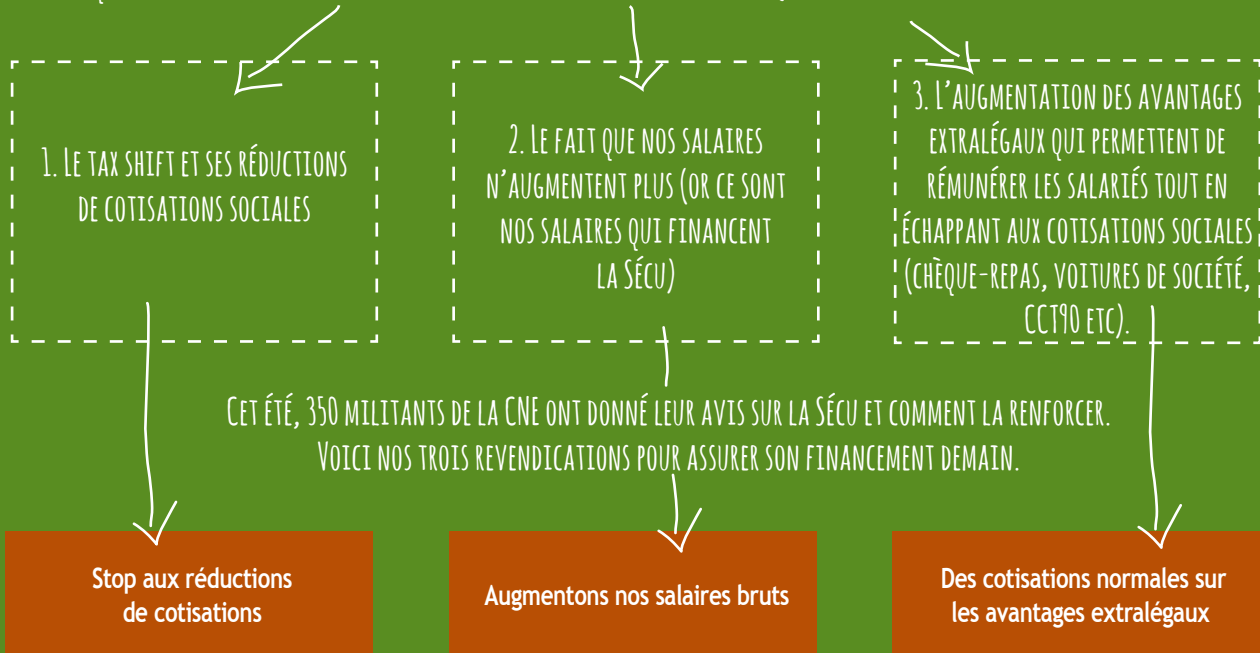 1. LE TAX SHIFT ET SES RÉDUCTIONS
DE COTISATIONS SOCIALES
2. LE FAIT QUE NOS SALAIRES
N'AUGMENTENT PLUS (OR CE SONT
NOS SALAIRES QUI FINANCENT
LA SÉCU)
3. L'AUGMENTATION DES AVANTAGES
EXTRALÉGAUX QUI PERMETTENT DE
RÉMUNÉRER LES SALARIÉS TOUT EN
ÉCHAPPANT AUX COTISATIONS SOCIALES
(CHÈQUE-REPAS, VOITURES DE SOCIÉTÉ,
CCT90 ETC).
CET ÉTÉ, 350 MILITANTS DE LA CNE ONT DONNÉ LEUR AVIS SUR LA SÉCU ET COMMENT LA RENFORCER.
VOICI NOS TROIS REVENDICATIONS POUR ASSURER SON FINANCEMENT DEMAIN.
Stop aux réductions
de cotisations
Augmentons nos salaires bruts
Des cotisations normales sur
les avantages extralégaux